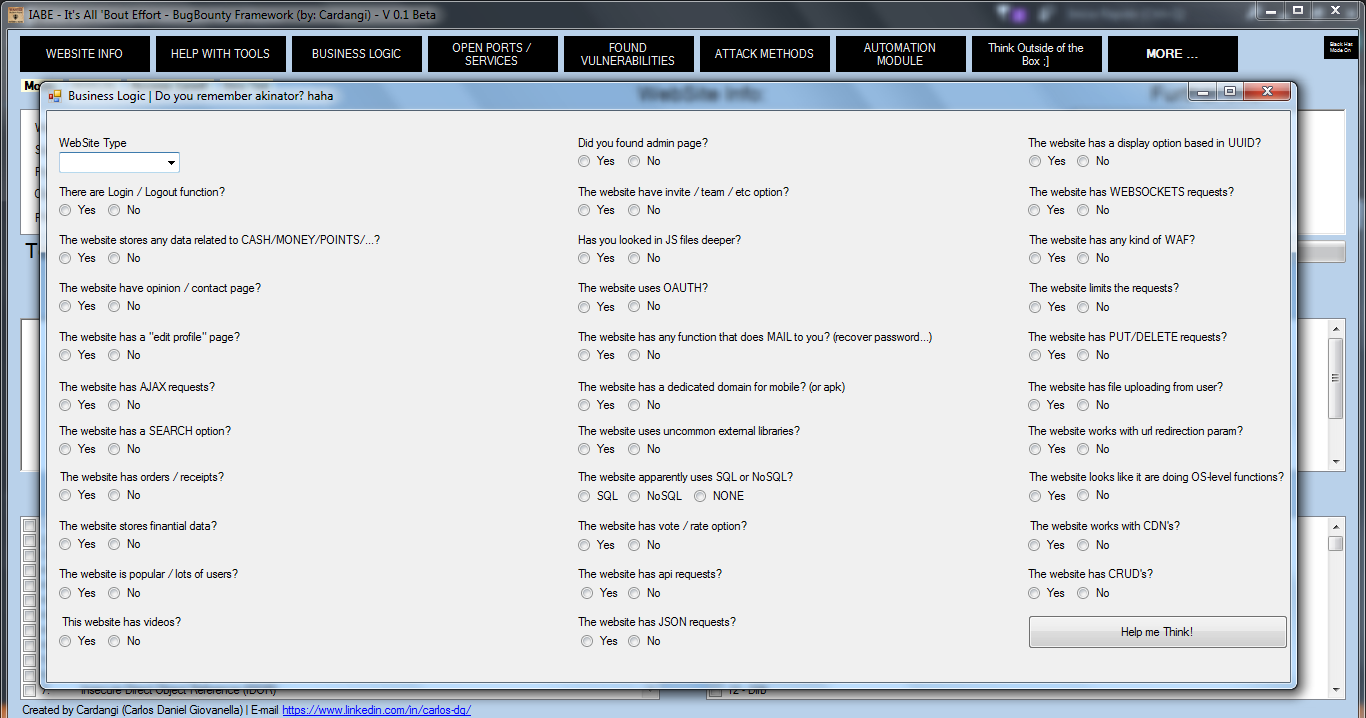 IABE - It's All 'Bout Effort - BugBounty Framework (by: Cardangi) - V 0.1 Beta
WEBSITE INFO
HELP WITH TOOLS
BUSINESS LOGIC
OPEN PORTS /
SERVICES
FOUND
VULNERABILITIES
ATTACK METHODS
AUTOMATION
MODULE
Think Outside of the
Box ;]
MORE ...
Black Hat
Mode On
WebSite Info:
Business Logic | Do you remember akinator? haha
WebSite Type
There are Login / Logout function?
Yes No
The website stores any data related to CASH/MONEY/POINTS/...?
Yes No
The website have opinion / contact page?
Yes No
The website has a "edit profile" page?
Yes No
The website has AJAX requests?
Yes No
The website has a SEARCH option?
Yes No
The website has orders / receipts?
Yes No
The website stores finantial data?
Yes No
The website is popular / lots of users?
Yes No
This website has videos?
Yes No
Did you found admin page?
Yes No
The website have invite / team / etc option?
Yes No
Has you looked in JS files deeper?
Yes No
The website uses OAUTH?
Yes No
The website has any function that does MAIL to you? (recover password...)
Yes No
The website has a dedicated domain for mobile? (or apk)
Yes No
The website uses uncommon external libraries?
Yes No
The website apparently uses SQL or NoSQL?
SQL NoSQL NONE
The website has vote / rate option?
Yes No
The website has api requests?
Yes No
The website has JSON requests?
Yes No
The website has a display option based in UUID?
Yes No
The website has WEBSOCKETS requests?
Yes No
The website has any kind of WAF?
Yes No
The website limits the requests?
Yes No
The website has PUT/DELETE requests?
Yes No
The website has file uploading from user?
Yes No
The website works with url redirection param?
Yes No
The website looks like it are doing OS-level functions?
Yes No
The website works with CDN's?
Yes No
The website has CRUD's?
Yes No
Help me Think!
7. Insecure Direct Object Reference (IDOR)
12 - Dirb
Created by Cardangi (Carlos Daniel Giovanella) | E-mail https://www.linkedin.com/in/carlos-dg/